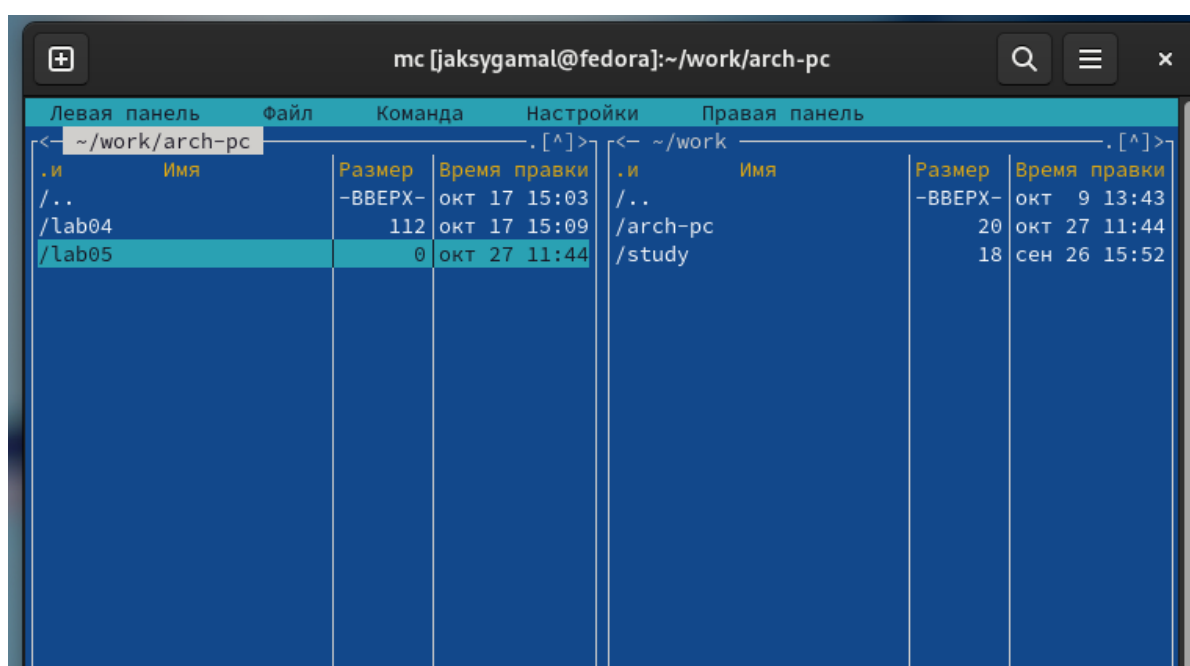 mc [jaksygamal@fedora]:~/work/arch-pc
Левая панель Файл Команда Настройки Правая панель
<─ ~/work/arch-pc .[^]> <─ ~/work .[^]>
.и Имя Размер Время правки .и Имя Размер Время правки
/.. -ВВЕРХ- окт 17 15:03 /.. -ВВЕРХ- окт 9 13:43
/lab04 112 окт 17 15:09 /arch-pc 20 окт 27 11:44
/lab05 0 окт 27 11:44 /study 18 сен 26 15:52